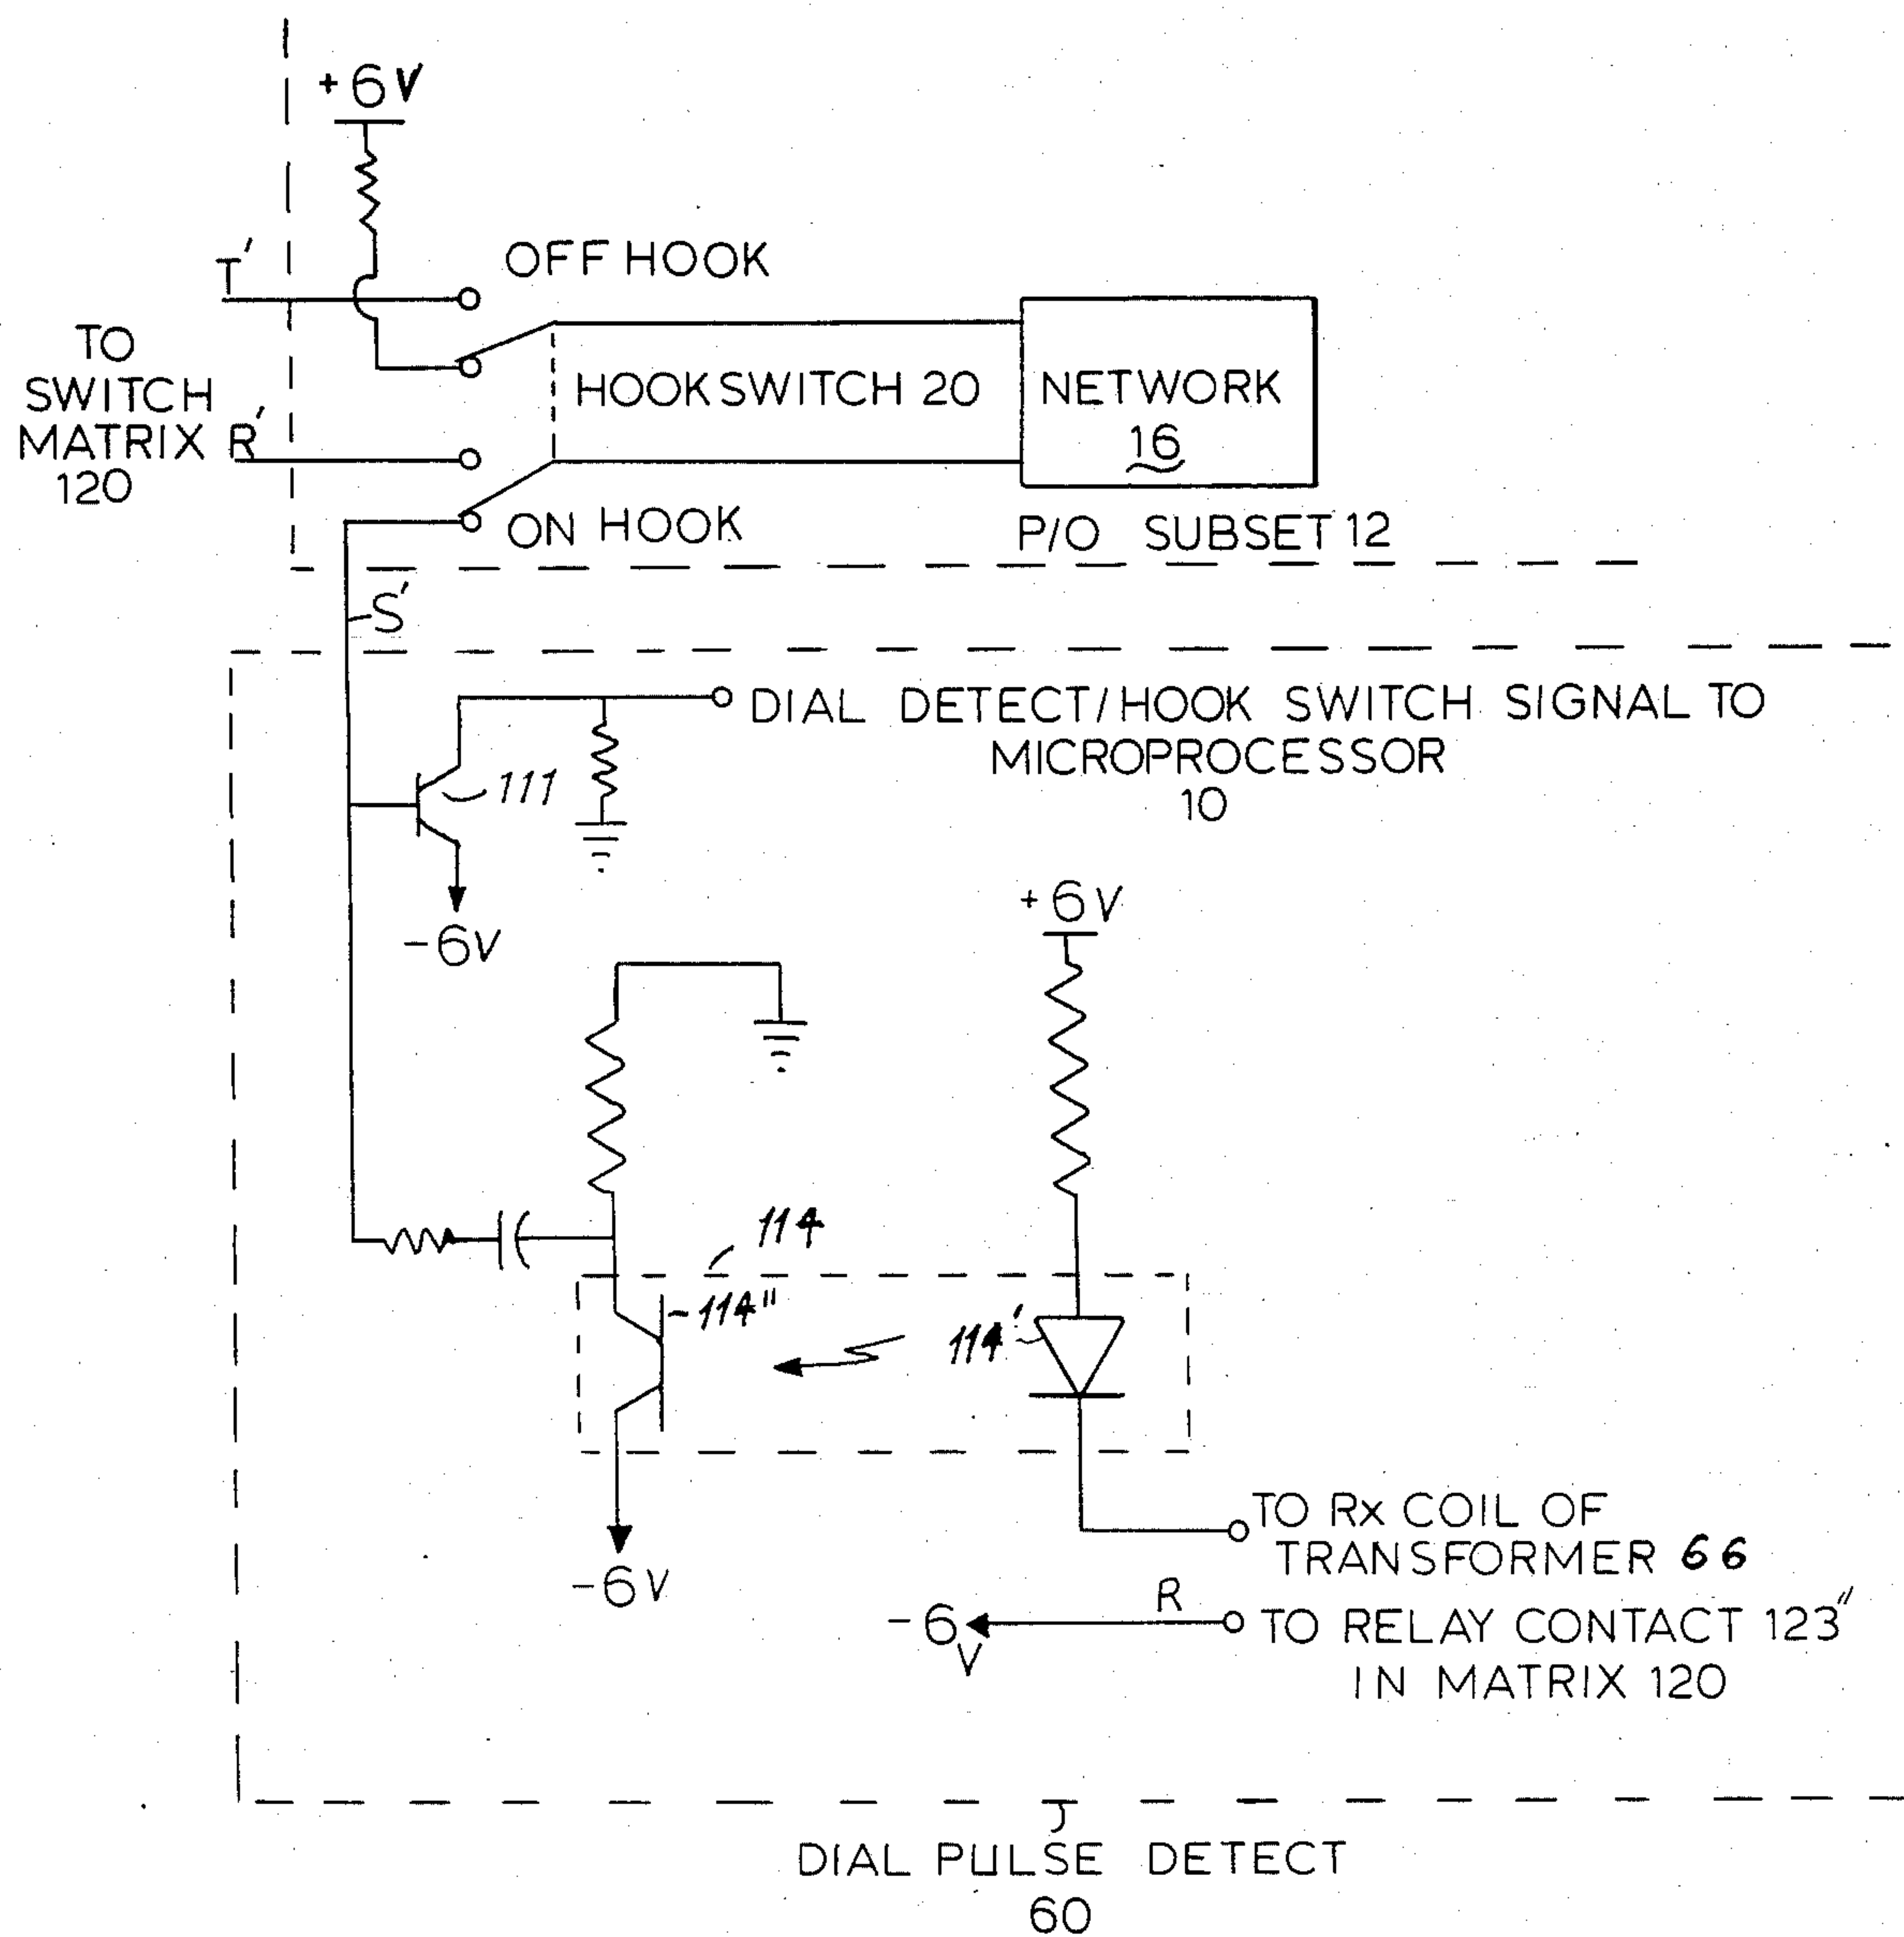 +6V
OFF HOOK
T'
TO
SWITCH
MATRIX R'
120
HOOKSWITCH 20
NETWORK
16
ON HOOK
P/O SUBSET 12
S'
DIAL DETECT/HOOK SWITCH SIGNAL TO
MICROPROCESSOR
10
111
-6V
+6V
114
114"
114'
-6V
TO Rx COIL OF
TRANSFORMER 66
R
-6V
TO RELAY CONTACT 123"
IN MATRIX 120
DIAL PULSE DETECT
60